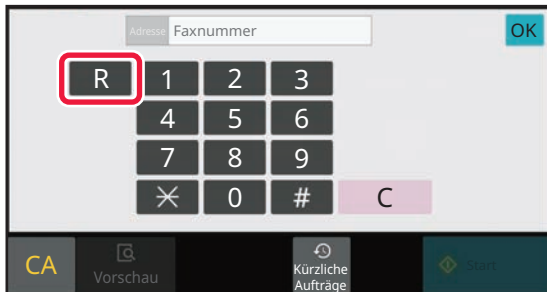 Adresse Faxnummer OK
R 1 2 3
4 5 6
7 8 9
* 0 # C
CA
Vorschau
Kürzliche
Aufträge
Start